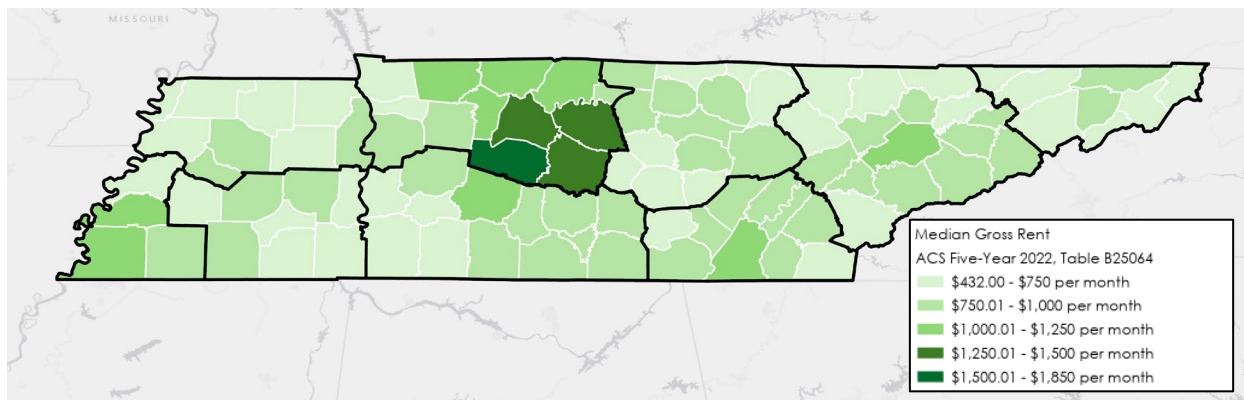 MISSOURI
Median Gross Rent
ACS Five-Year 2022, Table B25064
$432.00 - $750 per month
$750.01 - $1,000 per month
$1,000.01 - $1,250 per month
$1,250.01 - $1,500 per month
$1,500.01 - $1,850 per month